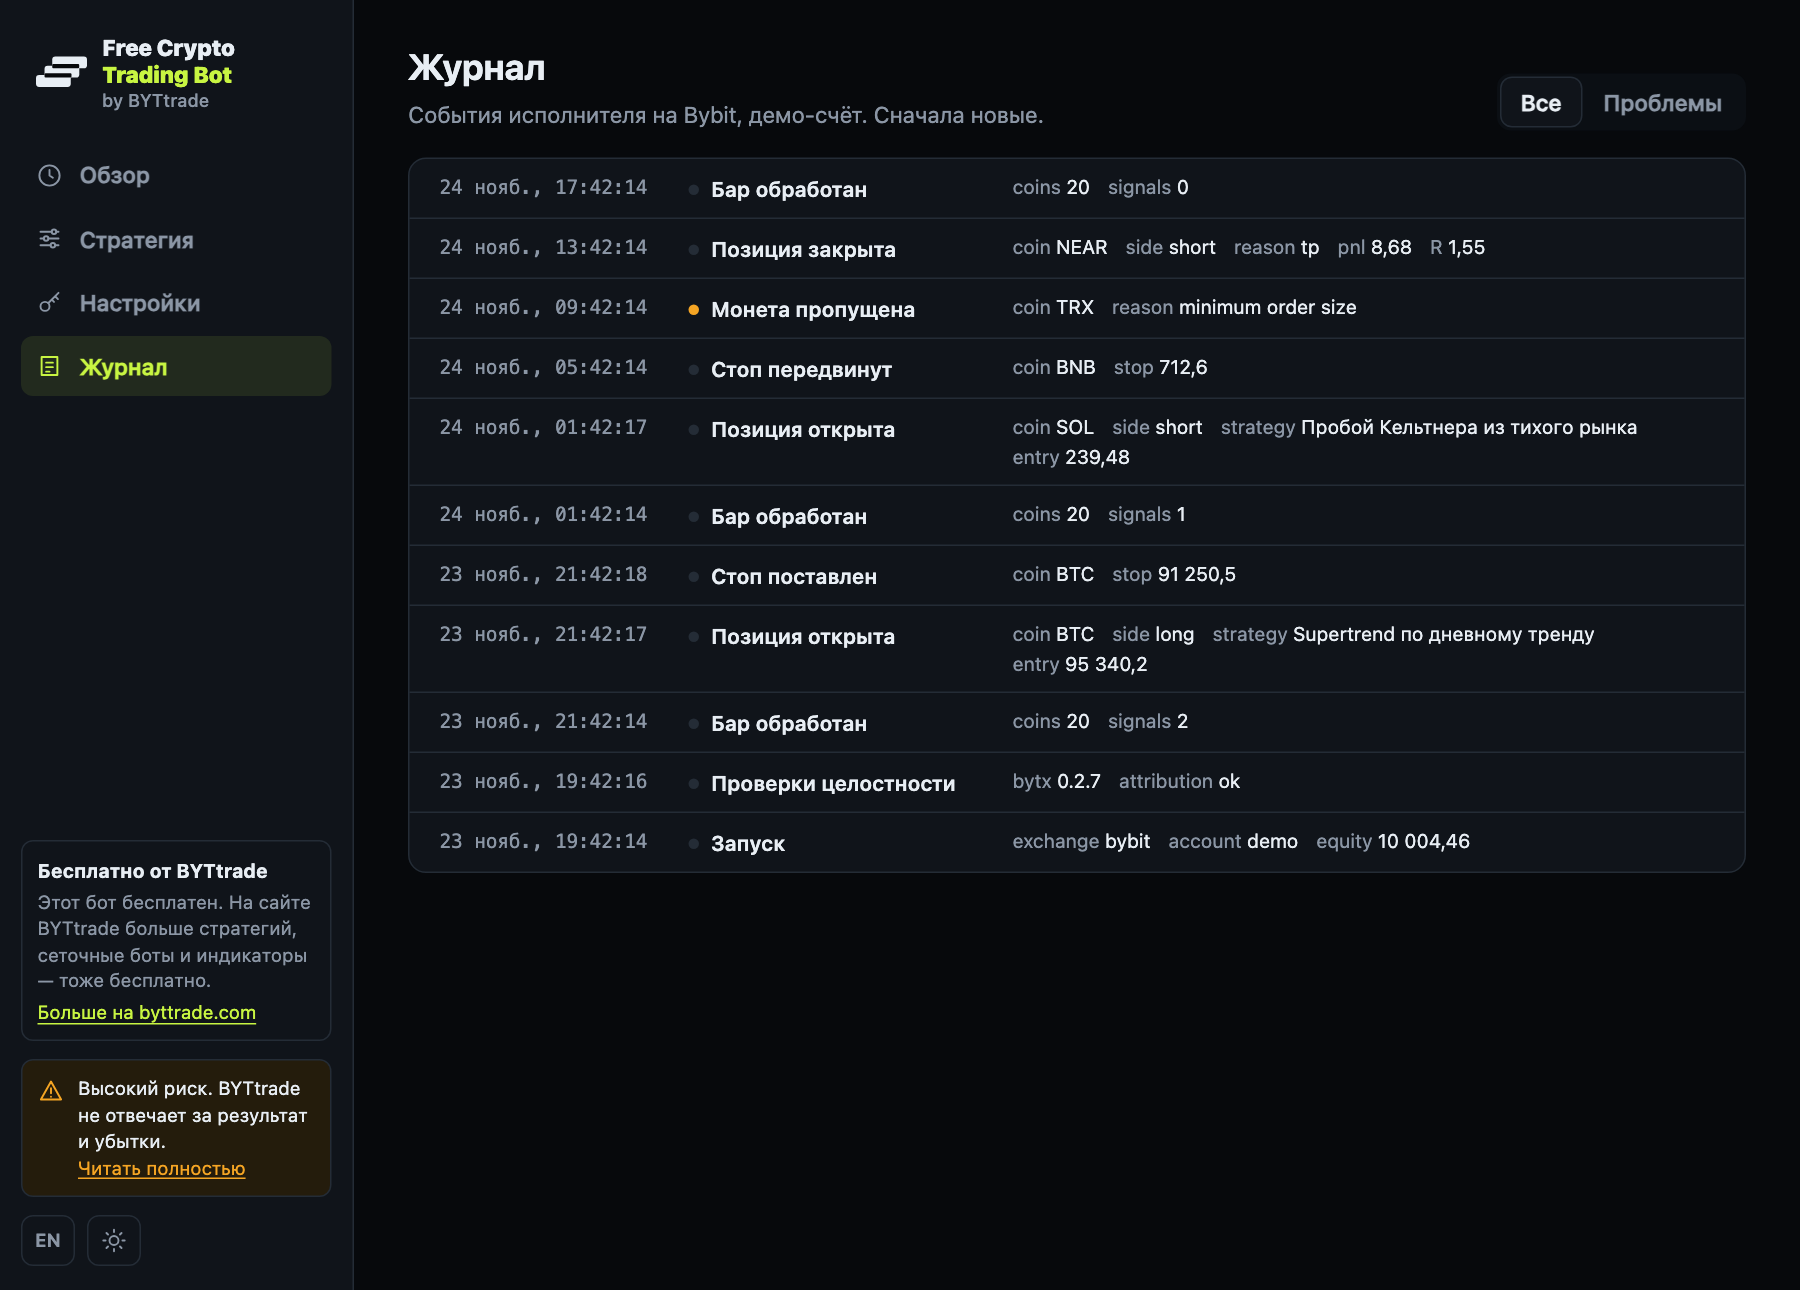 Free Crypto
Trading Bot
by BYTtrade
Обзор
Стратегия
Настройки
Журнал
Бесплатно от BYTtrade
Этот бот бесплатен. На сайте
BYTtrade больше стратегий,
сеточные боты и индикаторы
— тоже бесплатно.
Больше на byttrade.com
Высокий риск. BYTtrade
не отвечает за результат
и убытки.
Читать полностью
EN
Журнал
События исполнителя на Bybit, демо-счёт. Сначала новые.
Все Проблемы
24 нояб., 17:42:14 Бар обработан coins 20 signals 0
24 нояб., 13:42:14 Позиция закрыта coin NEAR side short reason tp pnl 8,68 R 1,55
24 нояб., 09:42:14 Монета пропущена coin TRX reason minimum order size
24 нояб., 05:42:14 Стоп передвинут coin BNB stop 712,6
24 нояб., 01:42:17 Позиция открыта coin SOL side short strategy Пробой Кельтнера из тихого рынка
entry 239,48
24 нояб., 01:42:14 Бар обработан coins 20 signals 1
23 нояб., 21:42:18 Стоп поставлен coin BTC stop 91 250,5
23 нояб., 21:42:17 Позиция открыта coin BTC side long strategy Supertrend по дневному тренду
entry 95 340,2
23 нояб., 21:42:14 Бар обработан coins 20 signals 2
23 нояб., 19:42:16 Проверки целостности bytx 0.2.7 attribution ok
23 нояб., 19:42:14 Запуск exchange bybit account demo equity 10 004,46